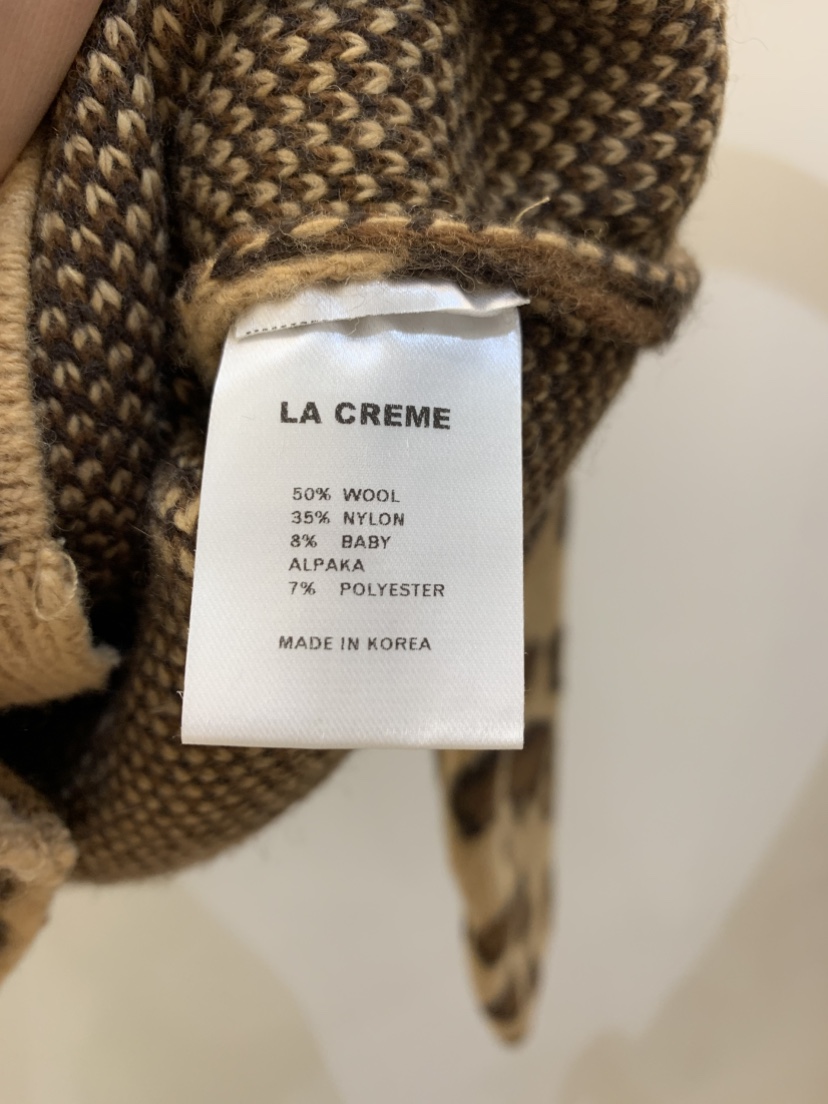 LA CREME
50% WOOL
35% NYLON
8% BABY
ALPAKA
7% POLYESTER
MADE IN KOREA